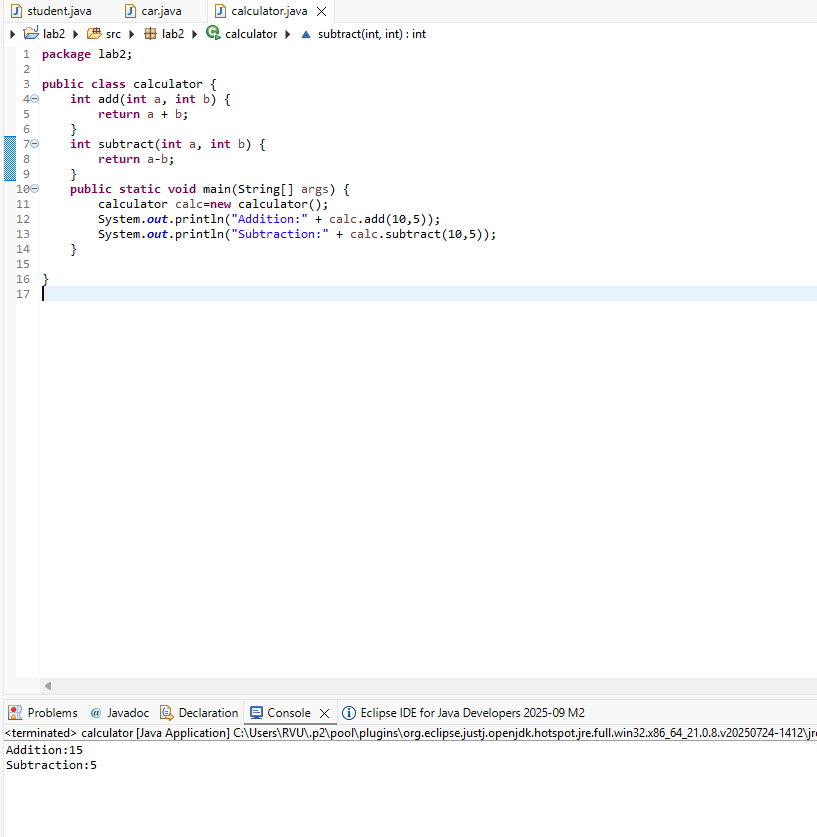 student.java car.java calculator.java
lab2 src lab2 calculator subtract(int, int) : int
1 package lab2;
2
3 public class calculator {
4 int add(int a, int b) {
5 return a + b;
6 }
7 int subtract(int a, int b) {
8 return a-b;
9 }
10 public static void main(String[] args) {
11 calculator calc=new calculator();
12 System.out.println("Addition:" + calc.add(10,5));
13 System.out.println("Subtraction:" + calc.subtract(10,5));
14 }
15
16 }
17
Problems @ Javadoc Declaration Console Eclipse IDE for Java Developers 2025-09 M2
<terminated> calculator [Java Application] C:\Users\RVU\.p2\pool\plugins\org.eclipse.justj.openjdk.hotspot.jre.full.win32.x86_64_21.0.8.v20250724-1412\jre
Addition:15
Subtraction:5